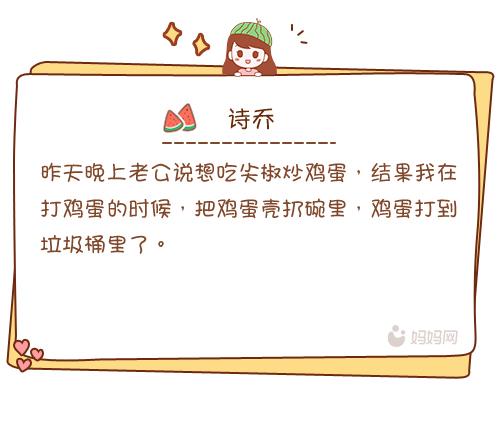 诗乔
昨天晚上老公说想吃尖椒炒鸡蛋，结果我在
打鸡蛋的时候，把鸡蛋壳扔碗里，鸡蛋打到
垃圾桶里了。
妈妈网